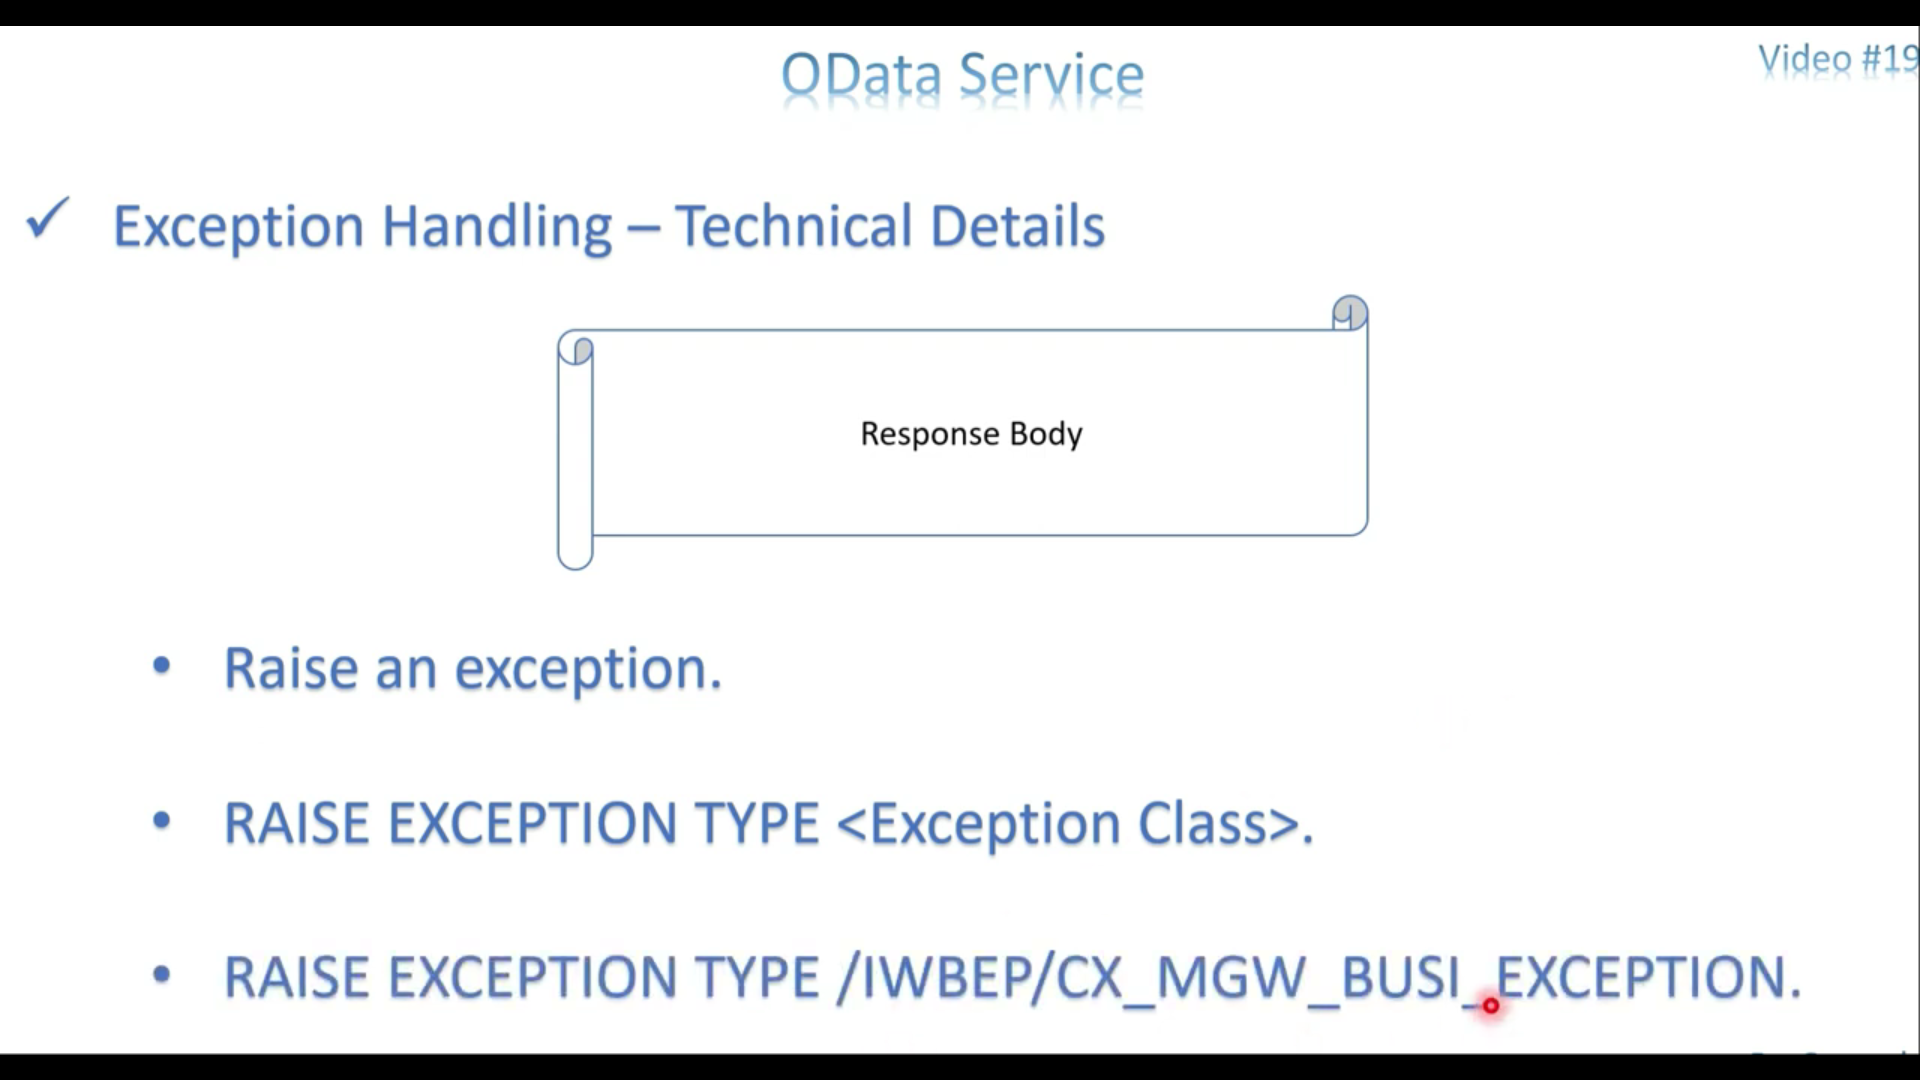 OData Service
Video #19
✓ Exception Handling – Technical Details
Response Body
• Raise an exception.
• RAISE EXCEPTION TYPE <Exception Class>.
• RAISE EXCEPTION TYPE /IWBEP/CX_MGW_BUSI_EXCEPTION.